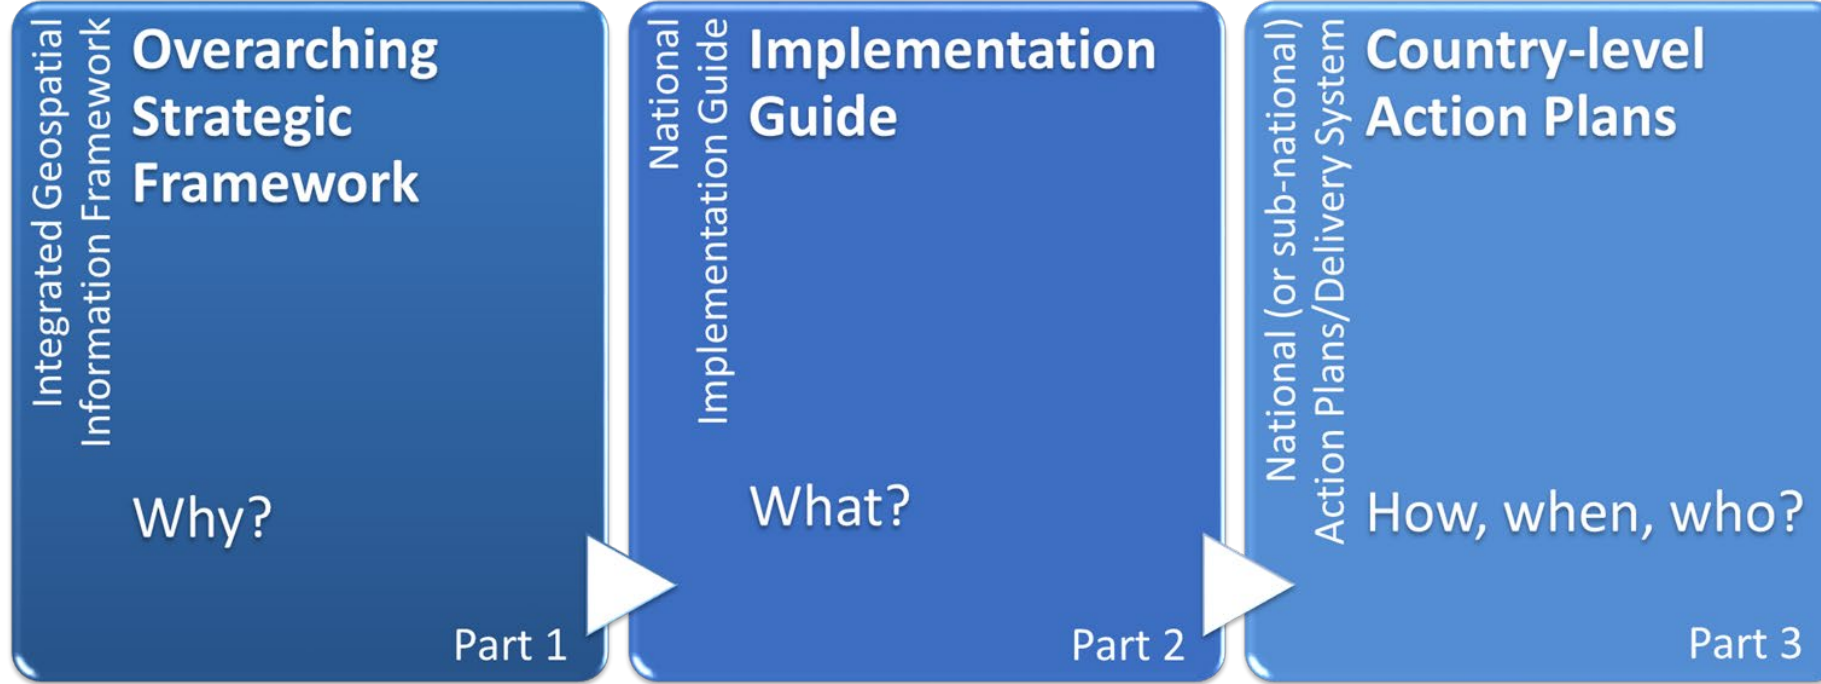 Integrated Geospatial
Information Framework
Overarching
Strategic
Framework
Why?
Part 1
National
Implementation Guide
Implementation
Guide
What?
Part 2
National (or sub-national)
Action Plans/Delivery System
Country-level
Action Plans
How, when, who?
Part 3